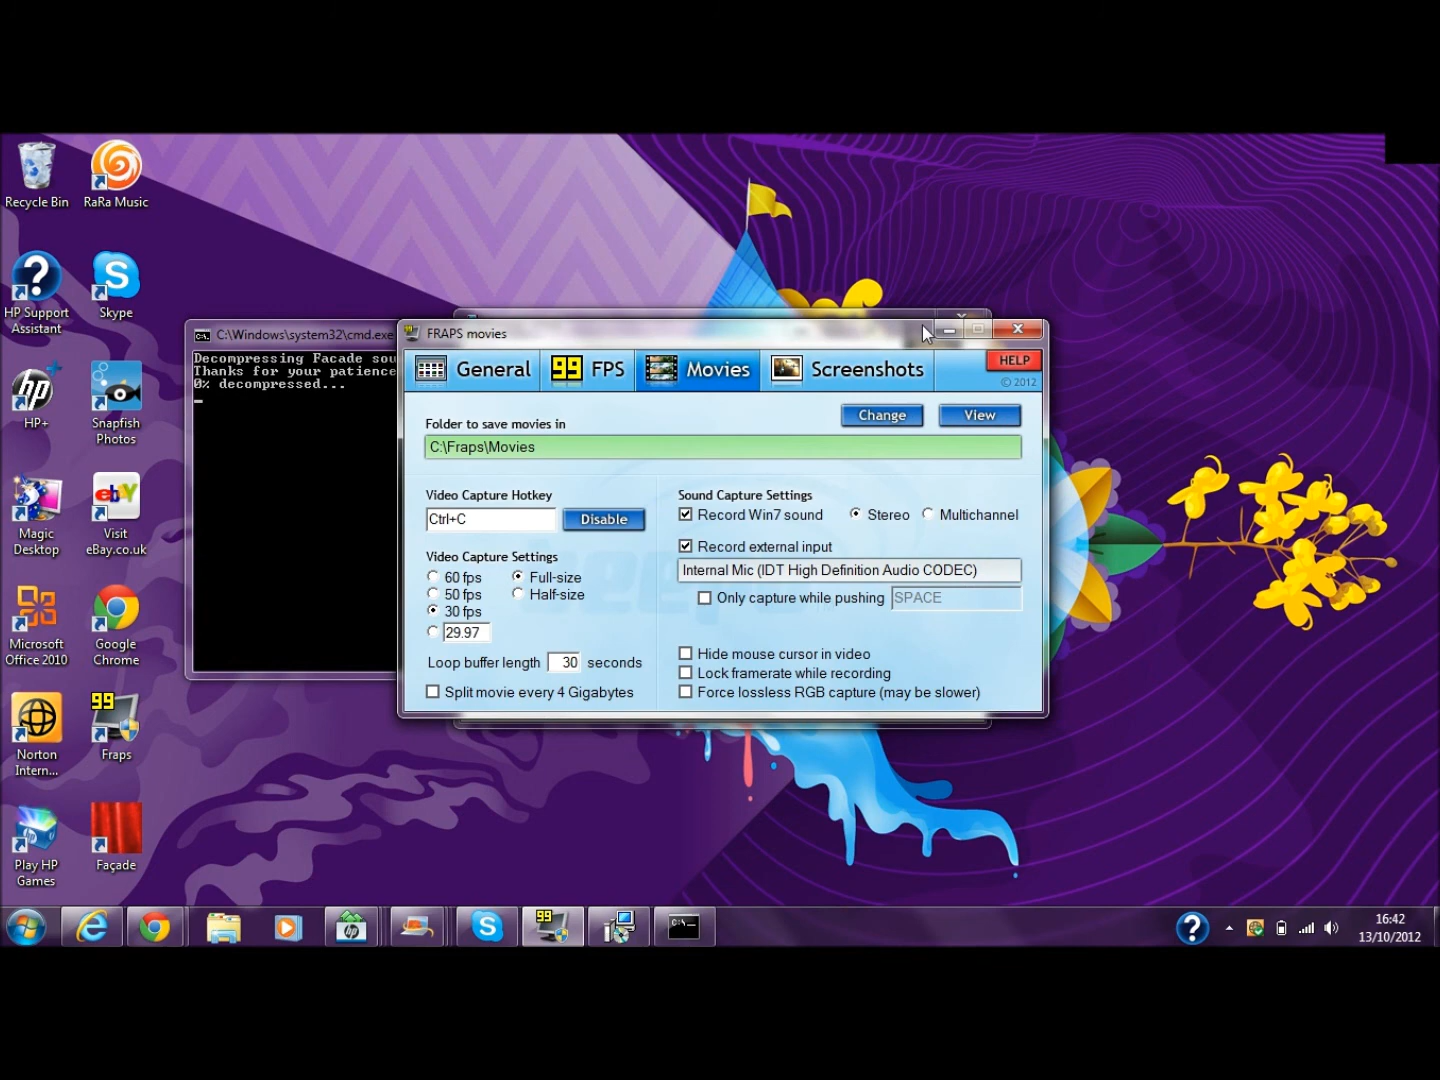 Recycle Bin
RaRa Music
HP Support
Assistant
Skype
HP+
Snapfish
Photos
Magic
Desktop
ebY
Visit
eBay.co.uk
Microsoft
Office 2010
Google
Chrome
Norton
Intern...
99
Fraps
Play HP
Games
Façade
C:\Windows\system32\cmd.exe
Decompressing Facade sou
Thanks for your patience
0% decompressed...
FRAPS movies
General
99 FPS
Movies
Screenshots
HELP
© 2012
Folder to save movies in
Change
View
C:\Fraps\Movies
Video Capture Hotkey
Ctrl+C
Disable
Video Capture Settings
60 fps
Full-size
50 fps
Half-size
30 fps
29.97
Loop buffer length 30 seconds
Split movie every 4 Gigabytes
Sound Capture Settings
Record Win7 sound
Stereo
Multichannel
Record external input
Internal Mic (IDT High Definition Audio CODEC)
Only capture while pushing SPACE
Hide mouse cursor in video
Lock framerate while recording
Force lossless RGB capture (may be slower)
99
16:42
13/10/2012